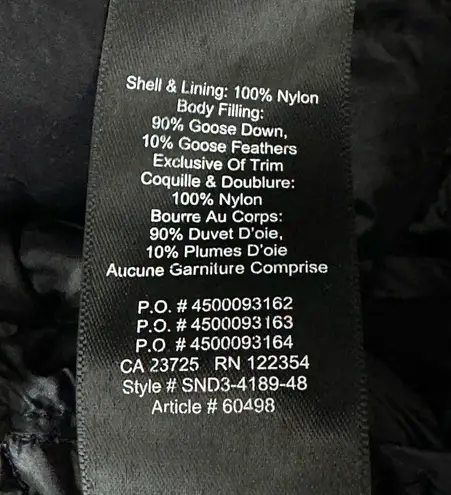 Shell & Lining: 100% Nylon
Body Filling:
90% Goose Down,
10% Goose Feathers
Exclusive Of Trim
Coquille & Doublure:
100% Nylon
Bourre Au Corps:
90% Duvet D'oie,
10% Plumes D'oie
Aucune Garniture Comprise
P.O. # 4500093162
P.O. # 4500093163
P.O. # 4500093164
CA 23725 RN 122354
Style # SND3-4189-48
Article # 60498